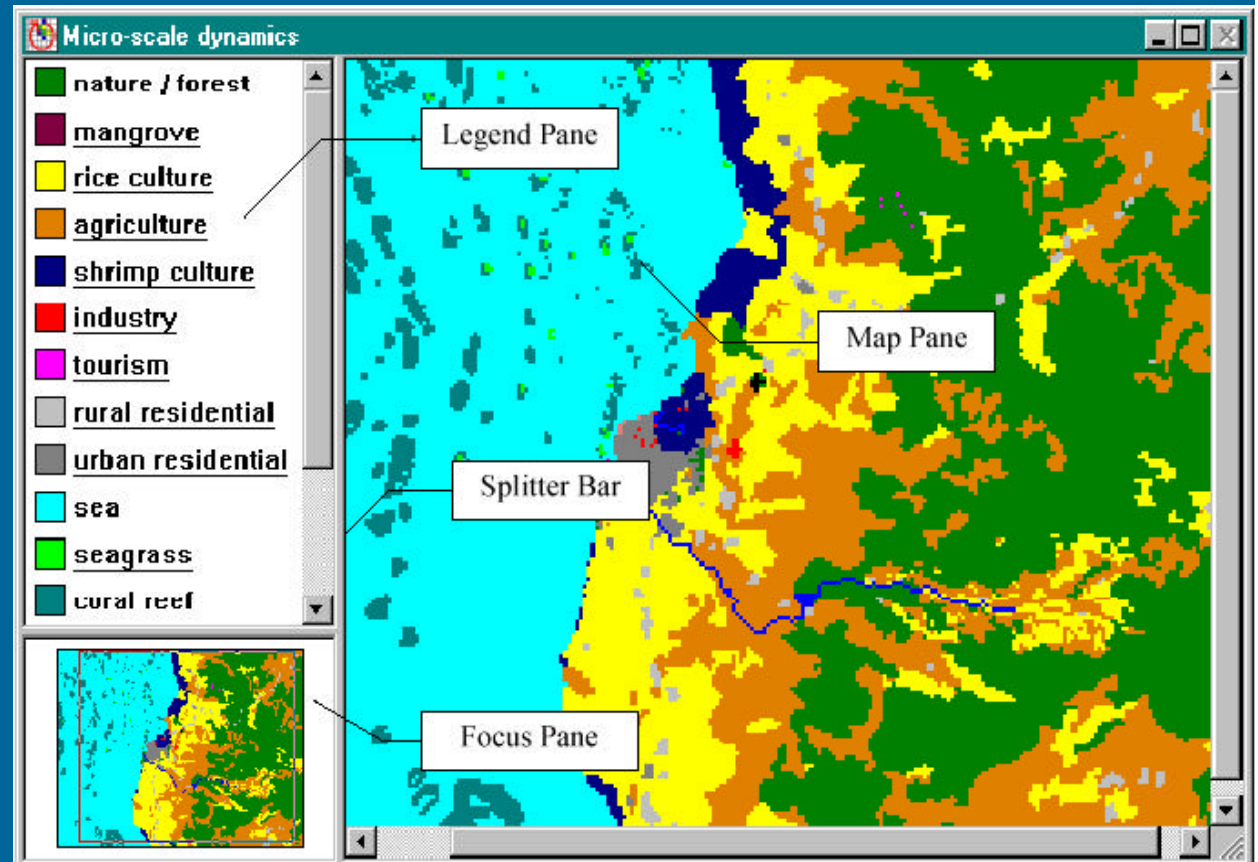 Micro-scale dynamics
nature / forest
mangrove
rice culture
agriculture
shrimp culture
industry
tourism
rural residential
urban residential
sea
seagrass
coral reef
Legend Pane
Map Pane
Splitter Bar
Focus Pane